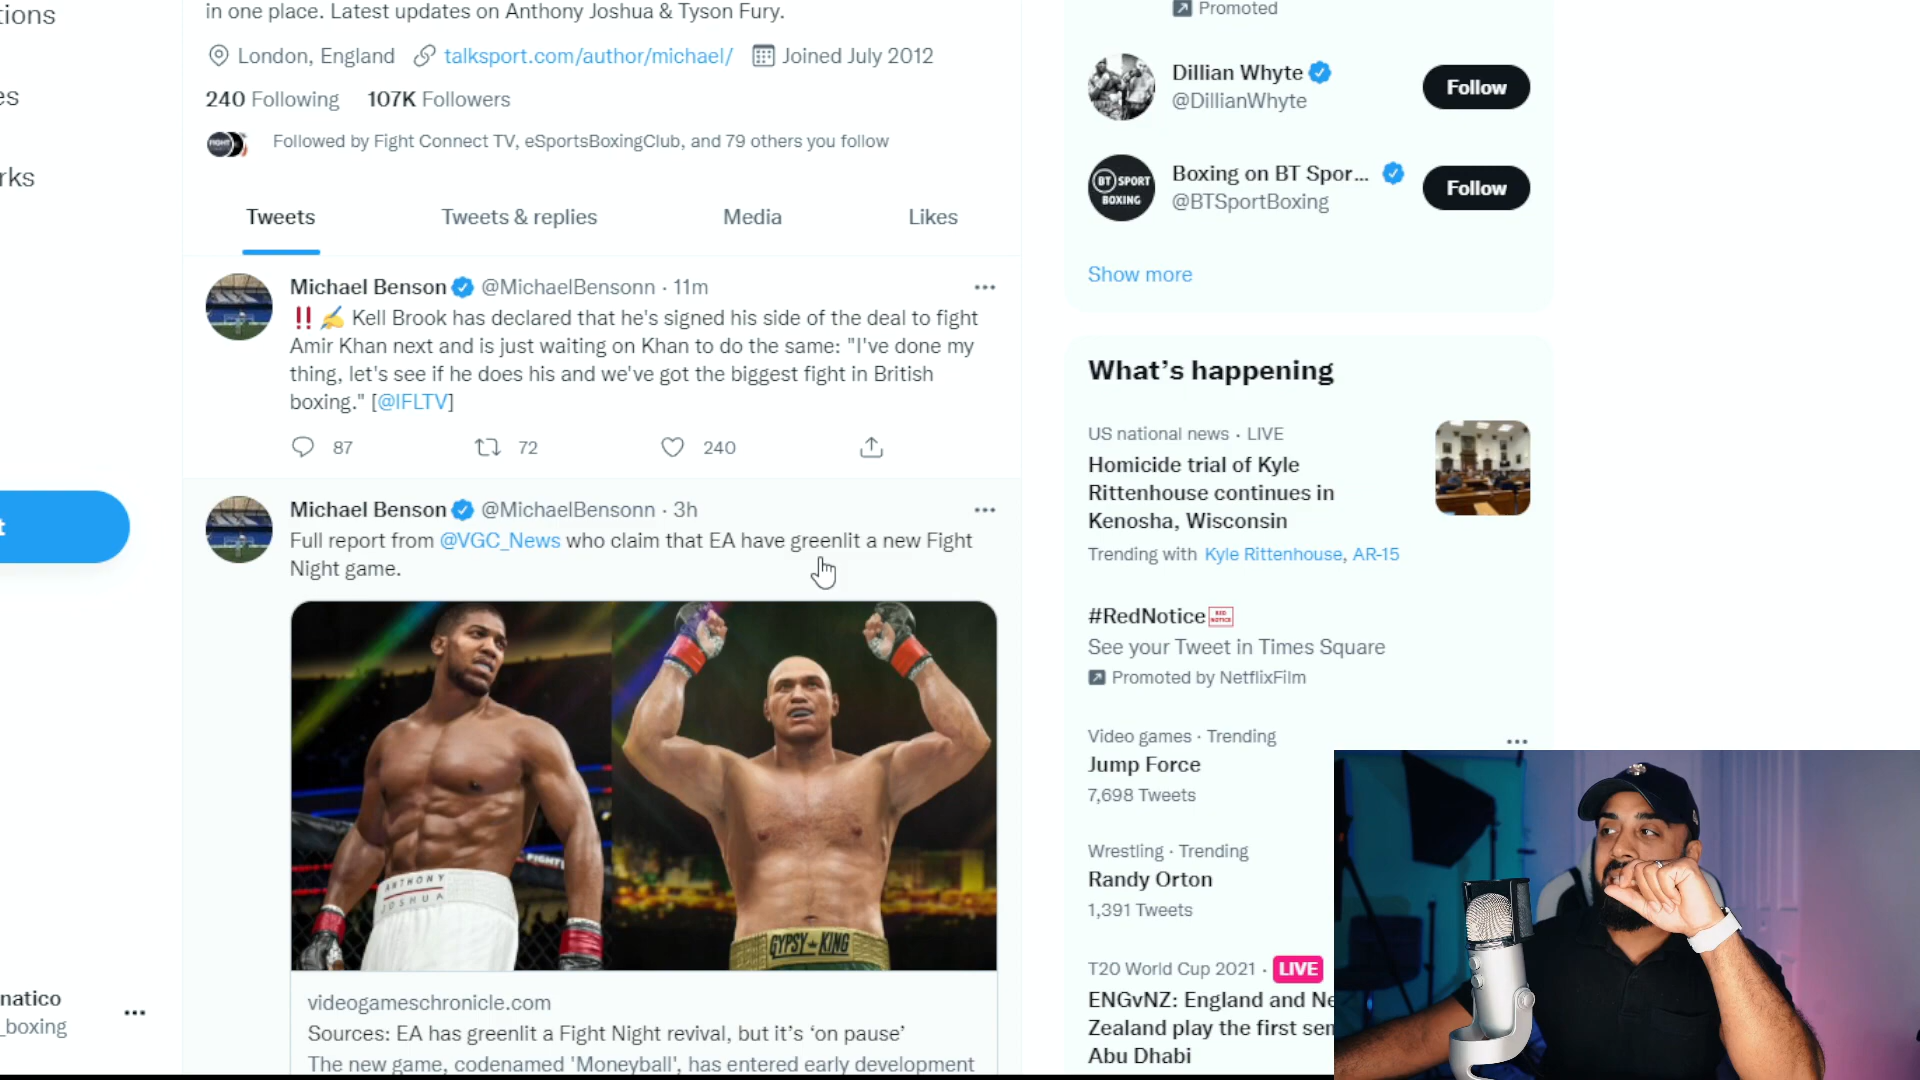 tions
es
rks
t
natico
_boxing
in one place. Latest updates on Anthony Joshua & Tyson Fury.
London, England talksport.com/author/michael/ Joined July 2012
240 Following 107K Followers
Followed by Fight Connect TV, eSportsBoxingClub, and 79 others you follow
Tweets Tweets & replies Media Likes
Michael Benson @MichaelBensonn · 11m
‼️✍️ Kell Brook has declared that he's signed his side of the deal to fight
Amir Khan next and is just waiting on Khan to do the same: "I've done my
thing, let's see if he does his and we've got the biggest fight in British
boxing." [@IFLTV]
87 72 240
Michael Benson @MichaelBensonn · 3h
Full report from @VGC_News who claim that EA have greenlit a new Fight
Night game.
ANTHONY
JOSHUA
FIGHT
GYPSY KING
videogameschronicle.com
Sources: EA has greenlit a Fight Night revival, but it's 'on pause'
The new game, codenamed 'Moneyball', has entered early development
Promoted
Dillian Whyte
@DillianWhyte
Follow
BT SPORT
BOXING
Boxing on BT Spor...
@BTSportBoxing
Follow
Show more
What's happening
US national news · LIVE
Homicide trial of Kyle
Rittenhouse continues in
Kenosha, Wisconsin
Trending with Kyle Rittenhouse, AR-15
#RedNotice RED NOTICE
See your Tweet in Times Square
Promoted by NetflixFilm
Video games · Trending
Jump Force
7,698 Tweets
Wrestling · Trending
Randy Orton
1,391 Tweets
T20 World Cup 2021 · LIVE
ENGvNZ: England and Ne
Zealand play the first sem
Abu Dhabi